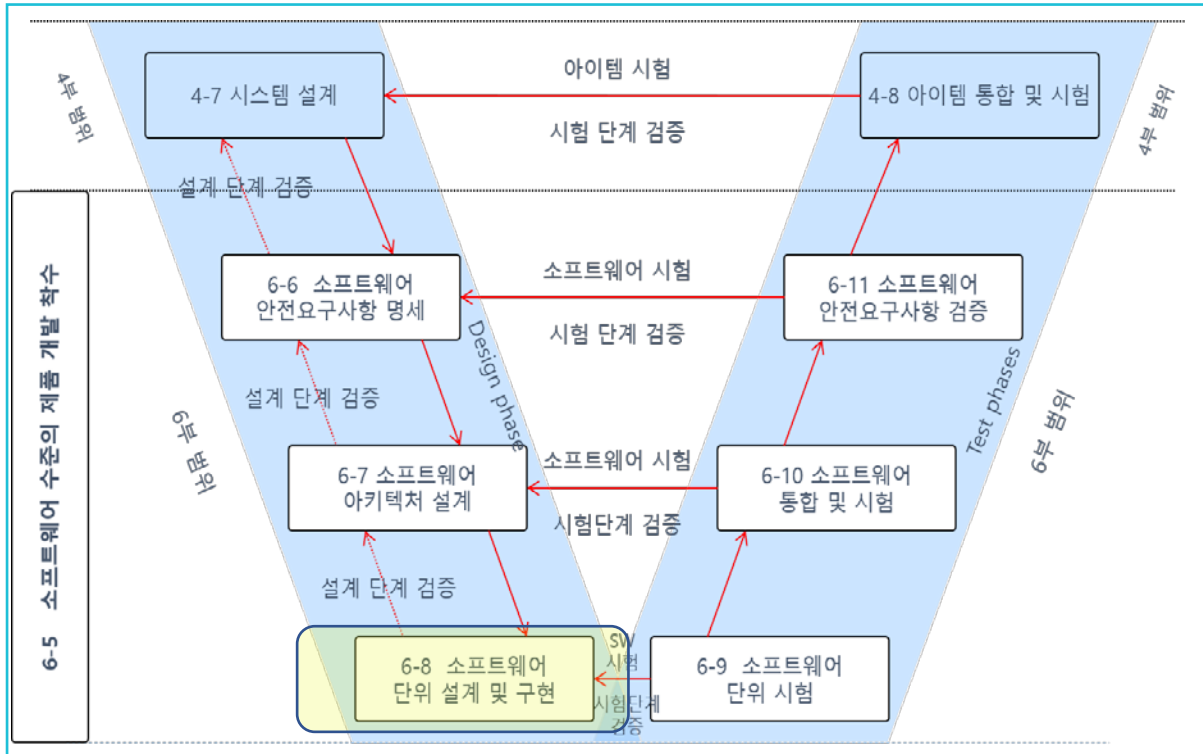 4부 범위
4-7 시스템 설계
아이템 시험
시험 단계 검증
4-8 아이템 통합 및 시험
4부 범위
설계 단계 검증
6-5 소프트웨어 수준의 제품 개발 착수
6-6 소프트웨어
안전요구사항 명세
소프트웨어 시험
시험 단계 검증
6-11 소프트웨어
안전요구사항 검증
Design phase
Test phases
설계 단계 검증
6부 범위
6부 범위
6-7 소프트웨어
아키텍처 설계
소프트웨어 시험
시험단계 검증
6-10 소프트웨어
통합 및 시험
설계 단계 검증
6-8 소프트웨어
단위 설계 및 구현
SW
시험
시험단계
검증
6-9 소프트웨어
단위 시험